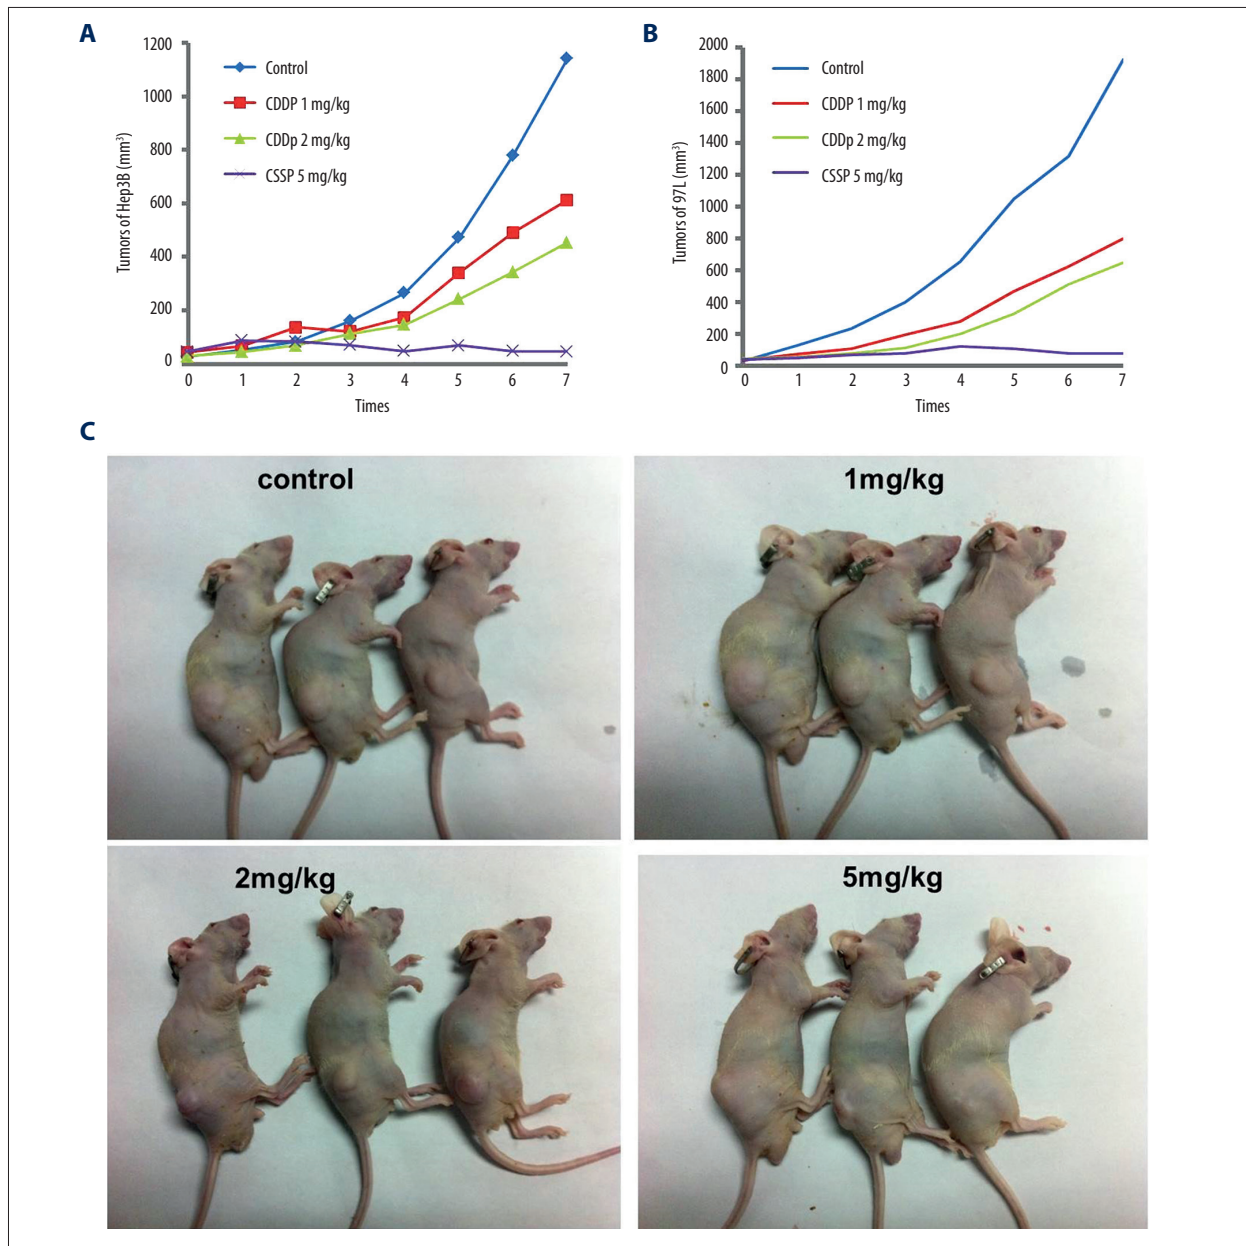 A
1200
1000
800
600
400
200
0
Tumors of Hep3B (mm³)
Control
CDDP 1 mg/kg
CDDp 2 mg/kg
CSSP 5 mg/kg
0 1 2 3 4 5 6 7
Times
B
2000
1800
1600
1400
1200
1000
800
600
400
200
0
Tumors of 97L (mm³)
Control
CDDP 1 mg/kg
CDDp 2 mg/kg
CSSP 5 mg/kg
0 1 2 3 4 5 6 7
Times
C
control
1mg/kg
2mg/kg
5mg/kg